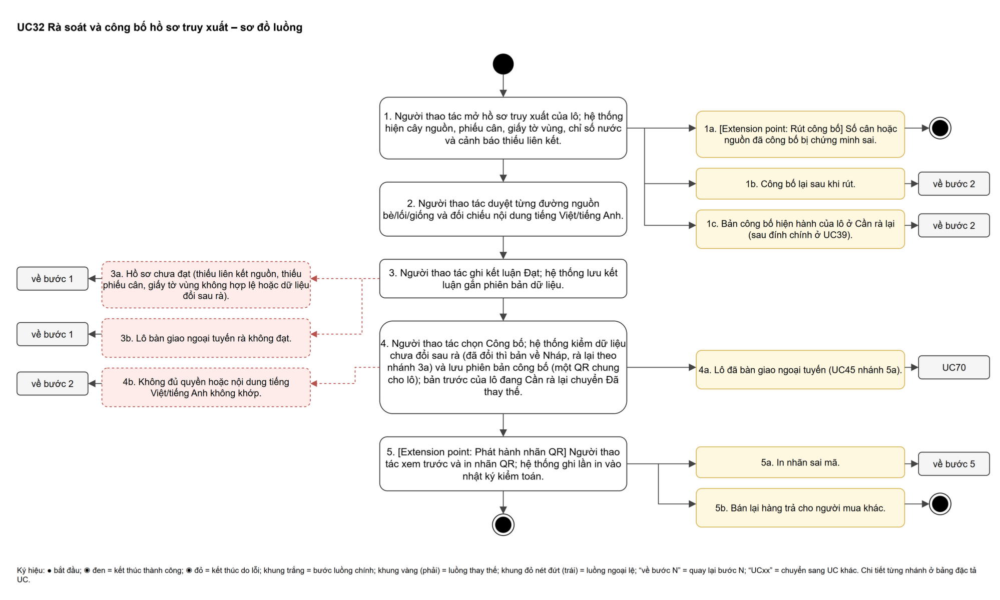 UC32 Rà soát và công bố hồ sơ truy xuất – sơ đồ luồng
1. Người thao tác mở hồ sơ truy xuất của lô; hệ thống
hiện cây nguồn, phiếu cân, giấy tờ vùng, chỉ số nước
và cảnh báo thiếu liên kết.
1a. [Extension point: Rút công bố] Số cân hoặc
nguồn đã công bố bị chứng minh sai.
1b. Công bố lại sau khi rút.
về bước 2
1c. Bản công bố hiện hành của lô ở Cần rà lại
(sau đính chính ở UC39).
về bước 2
2. Người thao tác duyệt từng đường nguồn
bè/lối/giống và đối chiếu nội dung tiếng Việt/tiếng Anh.
3. Người thao tác ghi kết luận Đạt; hệ thống lưu kết
luận gắn phiên bản dữ liệu.
3a. Hồ sơ chưa đạt (thiếu liên kết nguồn, thiếu
phiếu cân, giấy tờ vùng không hợp lệ hoặc dữ liệu
đổi sau rà).
về bước 1
3b. Lô bàn giao ngoại tuyến rà không đạt.
về bước 1
4. Người thao tác chọn Công bố; hệ thống kiểm dữ liệu
chưa đổi sau rà (đã đổi thì bản về Nháp, rà lại theo
nhánh 3a) và lưu phiên bản công bố (một QR chung
cho lô); bản trước của lô đang Cần rà lại chuyển Đã
thay thế.
4a. Lô đã bàn giao ngoại tuyến (UC45 nhánh 5a).
UC70
4b. Không đủ quyền hoặc nội dung tiếng
Việt/tiếng Anh không khớp.
về bước 2
5. [Extension point: Phát hành nhãn QR] Người thao
tác xem trước và in nhãn QR; hệ thống ghi lần in vào
nhật ký kiểm toán.
5a. In nhãn sai mã.
về bước 5
5b. Bán lại hàng trả cho người mua khác.
Ký hiệu: ● bắt đầu; ◉ đen = kết thúc thành công; ◉ đỏ = kết thúc do lỗi; khung trắng = bước luồng chính; khung vàng (phải) = luồng thay thế; khung đỏ nét đứt (trái) = luồng ngoại lệ; “về bước N” = quay lại bước N; “UCxx” = chuyển sang UC khác. Chi tiết từng nhánh ở bảng đặc tả
UC.